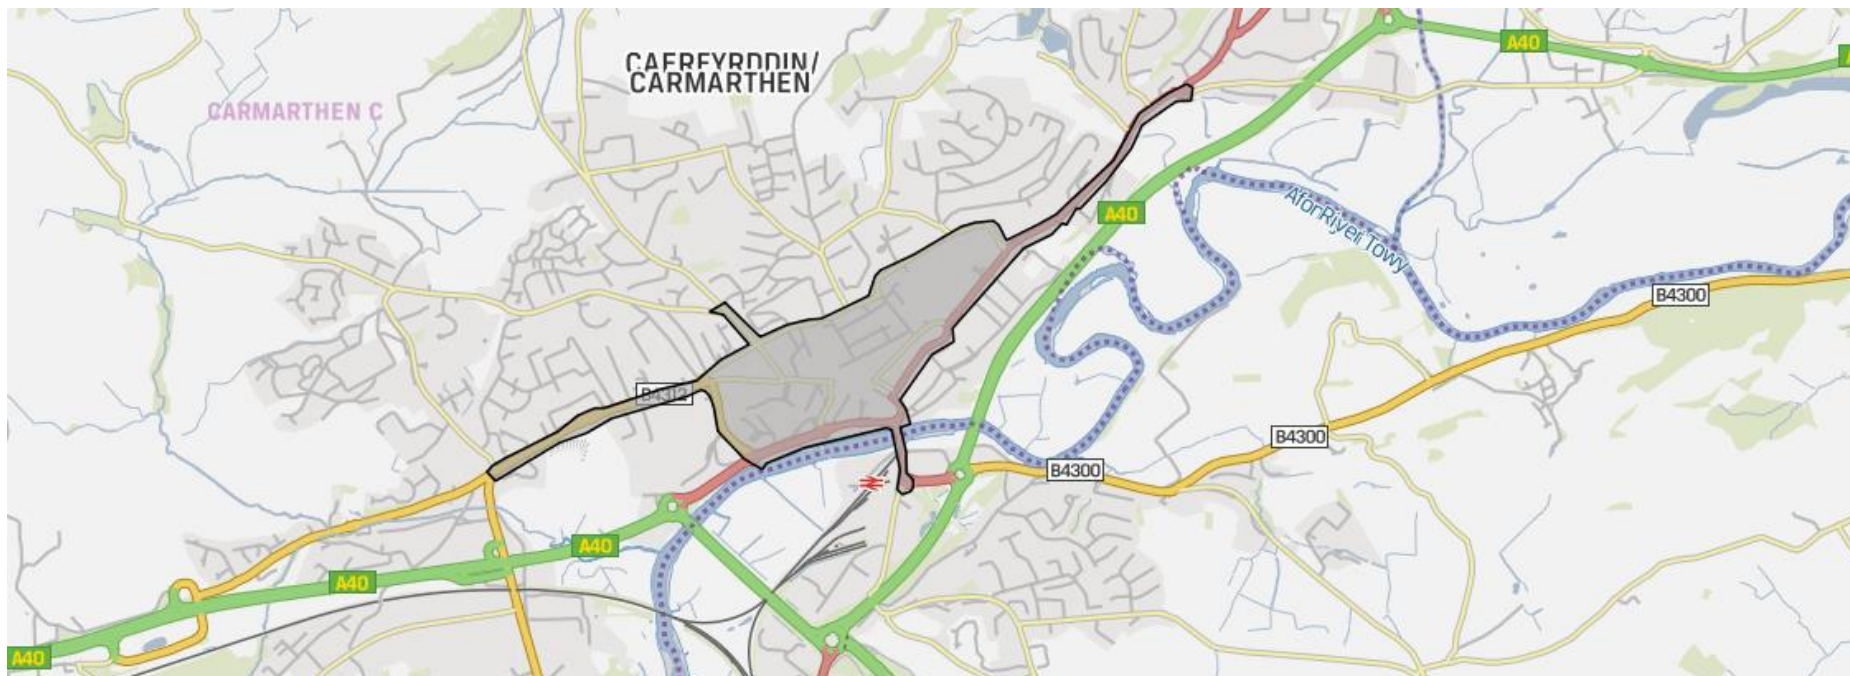 CAERFYRDDIN/
CARMARTHEN
CARMARTHEN C
A40
A40
Afon River Towy
B4300
B4312
B4300
B4300
A40
A40
A40